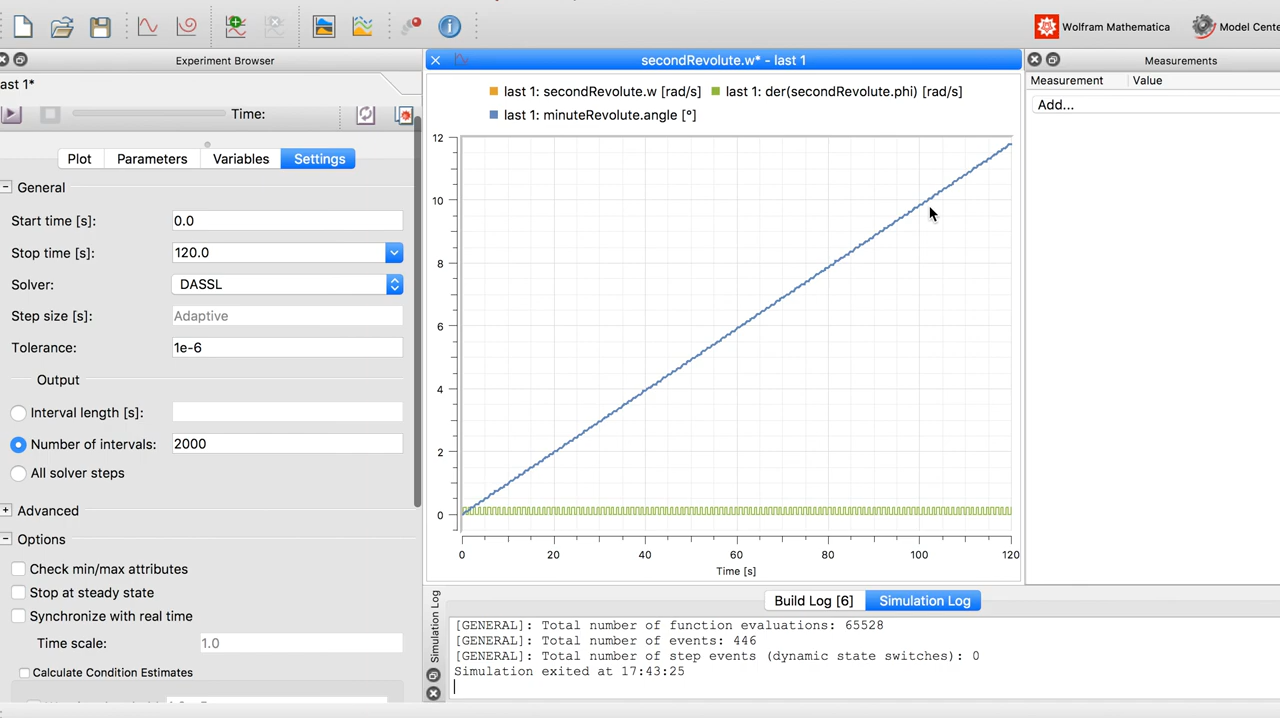 Wolfram Mathematica
Model Cente
Experiment Browser
secondRevolute.w* - last 1
Measurements
ast 1*
Measurement Value
Add...
Time:
Plot Parameters Variables Settings
General
Start time [s]: 0.0
Stop time [s]: 120.0
Solver: DASSL
Step size [s]: Adaptive
Tolerance: 1e-6
Output
Interval length [s]:
Number of intervals: 2000
All solver steps
Advanced
Options
Check min/max attributes
Stop at steady state
Synchronize with real time
Time scale: 1.0
Calculate Condition Estimates
last 1: secondRevolute.w [rad/s] last 1: der(secondRevolute.phi) [rad/s]
last 1: minuteRevolute.angle [°]
12
10
8
6
4
2
0
0 20 40 60 80 100 120
Time [s]
Build Log [6] Simulation Log
Simulation Log
[GENERAL]: Total number of function evaluations: 65528
[GENERAL]: Total number of events: 446
[GENERAL]: Total number of step events (dynamic state switches): 0
Simulation exited at 17:43:25